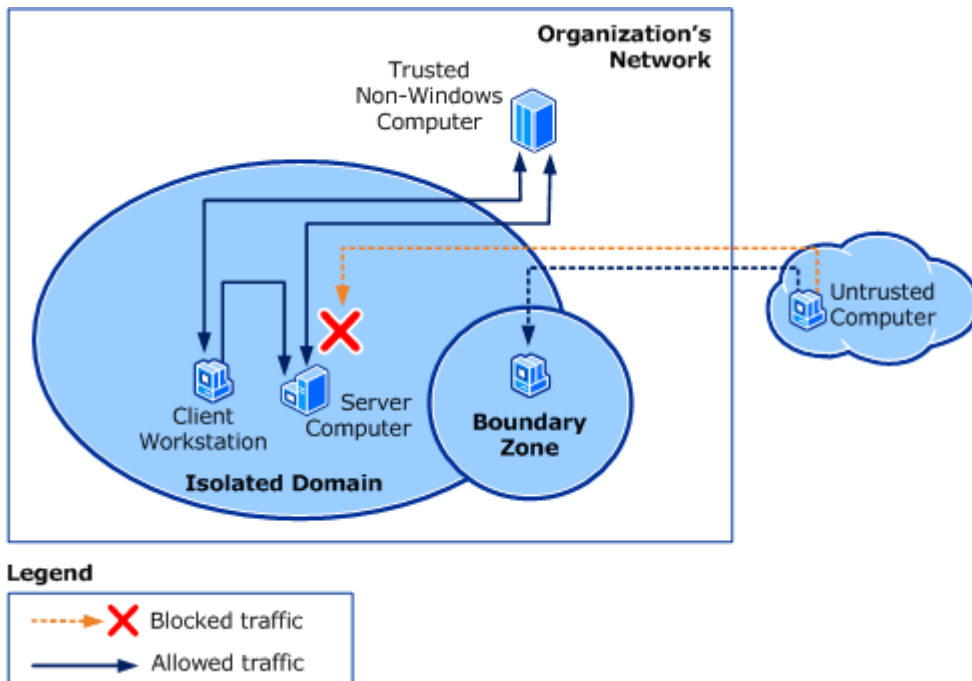 Organization's
Network
Trusted
Non-Windows
Computer
Untrusted
Computer
Client
Workstation
Server
Computer
Boundary
Zone
Isolated Domain
Legend
Blocked traffic
Allowed traffic